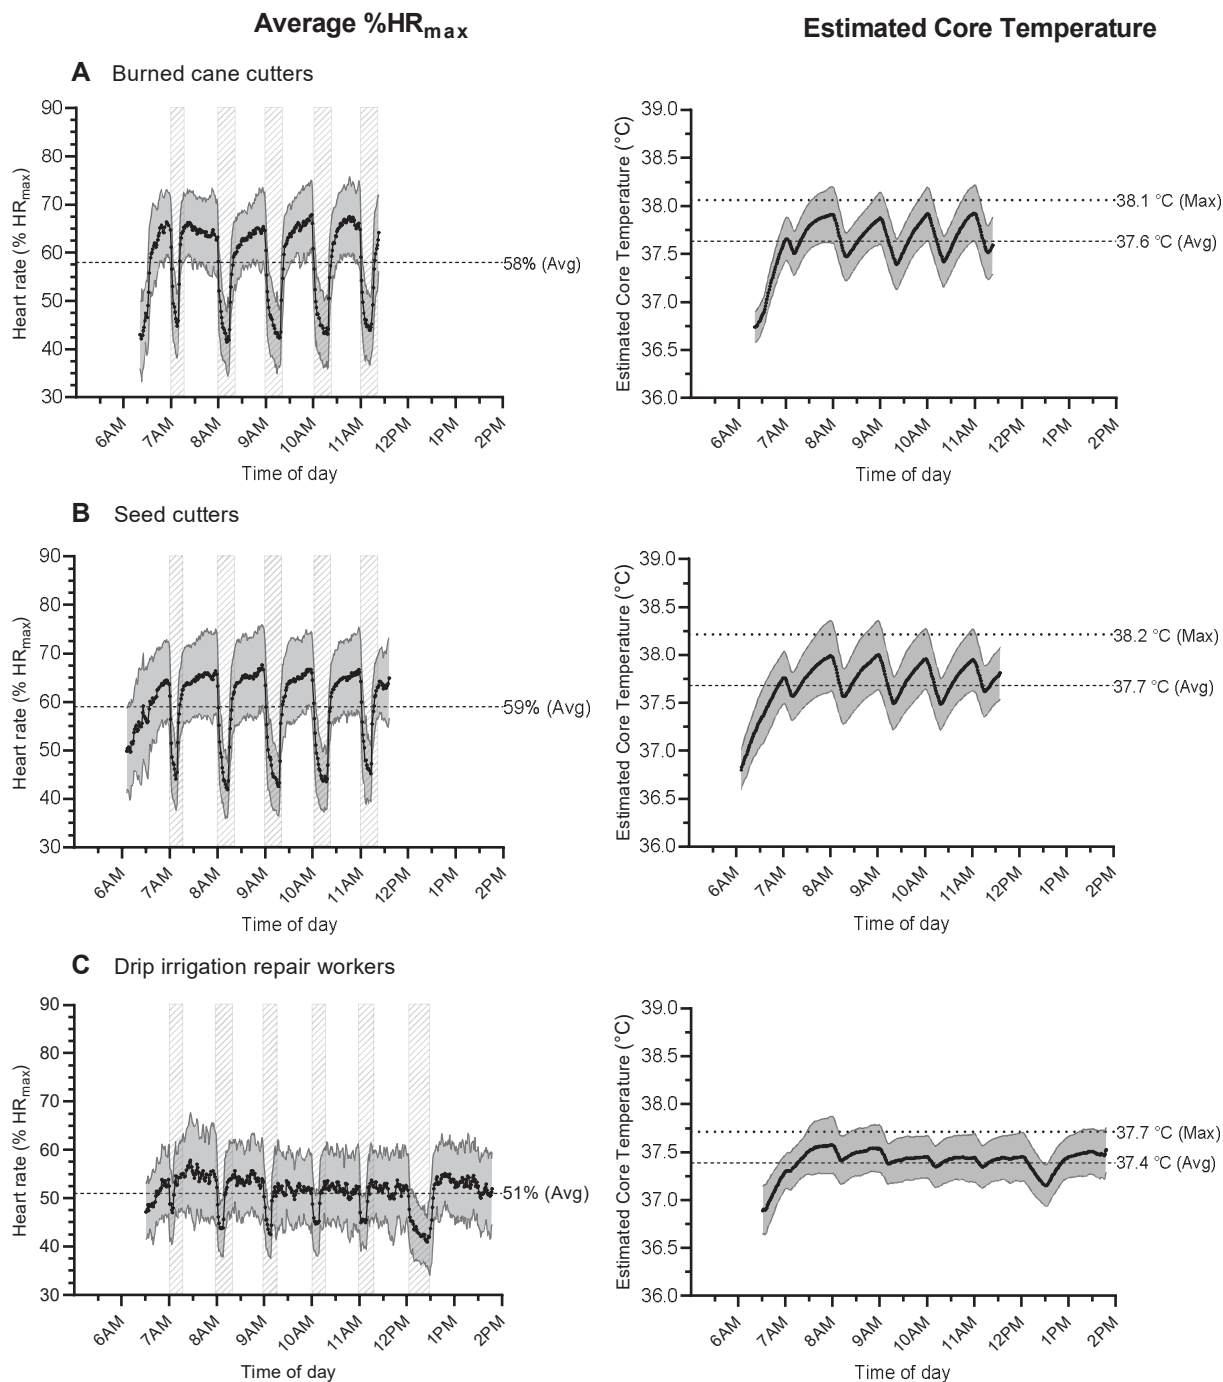 Average %HRmax
Estimated Core Temperature
A Burned cane cutters
Heart rate (% HRmax)
90
80
70
60
50
40
30
58% (Avg)
6AM 7AM 8AM 9AM 10AM 11AM 12PM 1PM 2PM
Time of day
Estimated Core Temperature (°C)
39.0
38.5
38.0
37.5
37.0
36.5
36.0
38.1 °C (Max)
37.6 °C (Avg)
6AM 7AM 8AM 9AM 10AM 11AM 12PM 1PM 2PM
Time of day
B Seed cutters
Heart rate (% HRmax)
90
80
70
60
50
40
30
59% (Avg)
6AM 7AM 8AM 9AM 10AM 11AM 12PM 1PM 2PM
Time of day
Estimated Core Temperature (°C)
39.0
38.5
38.0
37.5
37.0
36.5
36.0
38.2 °C (Max)
37.7 °C (Avg)
6AM 7AM 8AM 9AM 10AM 11AM 12PM 1PM 2PM
Time of day
C Drip irrigation repair workers
Heart rate (% HRmax)
90
80
70
60
50
40
30
51% (Avg)
6AM 7AM 8AM 9AM 10AM 11AM 12PM 1PM 2PM
Time of day
Estimated Core Temperature (°C)
39.0
38.5
38.0
37.5
37.0
36.5
36.0
37.7 °C (Max)
37.4 °C (Avg)
6AM 7AM 8AM 9AM 10AM 11AM 12PM 1PM 2PM
Time of day